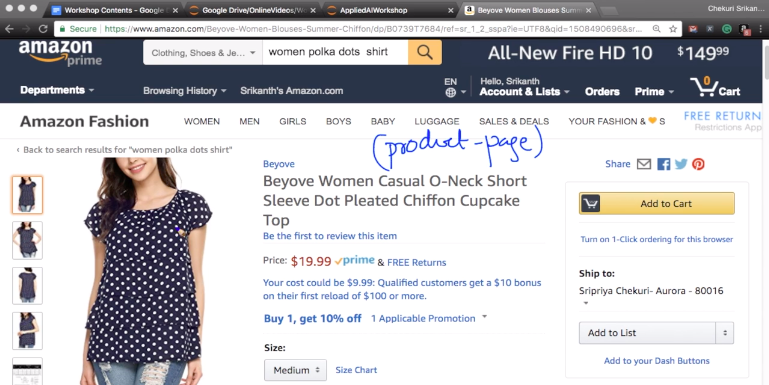 Workshop Contents - Google
Google Drive/OnlineVideos/Wo
AppliedAIWorkshop
Beyove Women Blouses Summ
Chekuri Srikan...
Secure https://www.amazon.com/Beyove-Women-Blouses-Summer-Chiffon/dp/B0739T7684/ref=sr_1_2_sspa?ie=UTF8&qid=1508490696&sr...
amazon
prime
Clothing, Shoes & Je...
women polka dots shirt
All-New Fire HD 10 $149⁹⁹
Departments
Browsing History
Srikanth's Amazon.com
EN
Hello, Srikanth
Account & Lists
Orders
Prime
0
Cart
Amazon Fashion
WOMEN MEN GIRLS BOYS BABY LUGGAGE SALES & DEALS YOUR FASHION & S
FREE RETURN
Restrictions App
‹ Back to search results for "women polka dots shirt"
(product-page)
Beyove
Share
Beyove Women Casual O-Neck Short
Sleeve Dot Pleated Chiffon Cupcake
Top
Be the first to review this item
Price: $19.99 prime & FREE Returns
Your cost could be $9.99: Qualified customers get a $10 bonus
on their first reload of $100 or more.
Buy 1, get 10% off 1 Applicable Promotion
Size:
Medium
Size Chart
Add to Cart
Turn on 1-Click ordering for this browser
Ship to:
Sripriya Chekuri- Aurora - 80016
Add to List
Add to your Dash Buttons